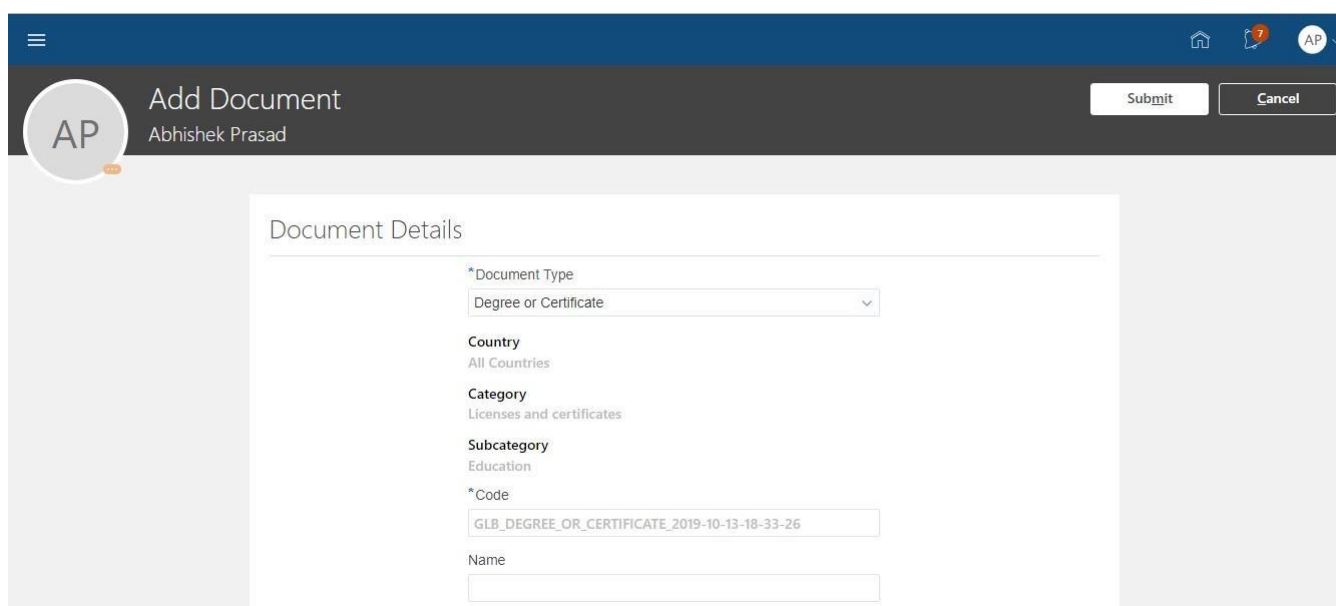 7
AP
Add Document
Submit
Cancel
AP
Abhishek Prasad
Document Details
*Document Type
Degree or Certificate
Country
All Countries
Category
Licenses and certificates
Subcategory
Education
*Code
GLB_DEGREE_OR_CERTIFICATE_2019-10-13-18-33-26
Name